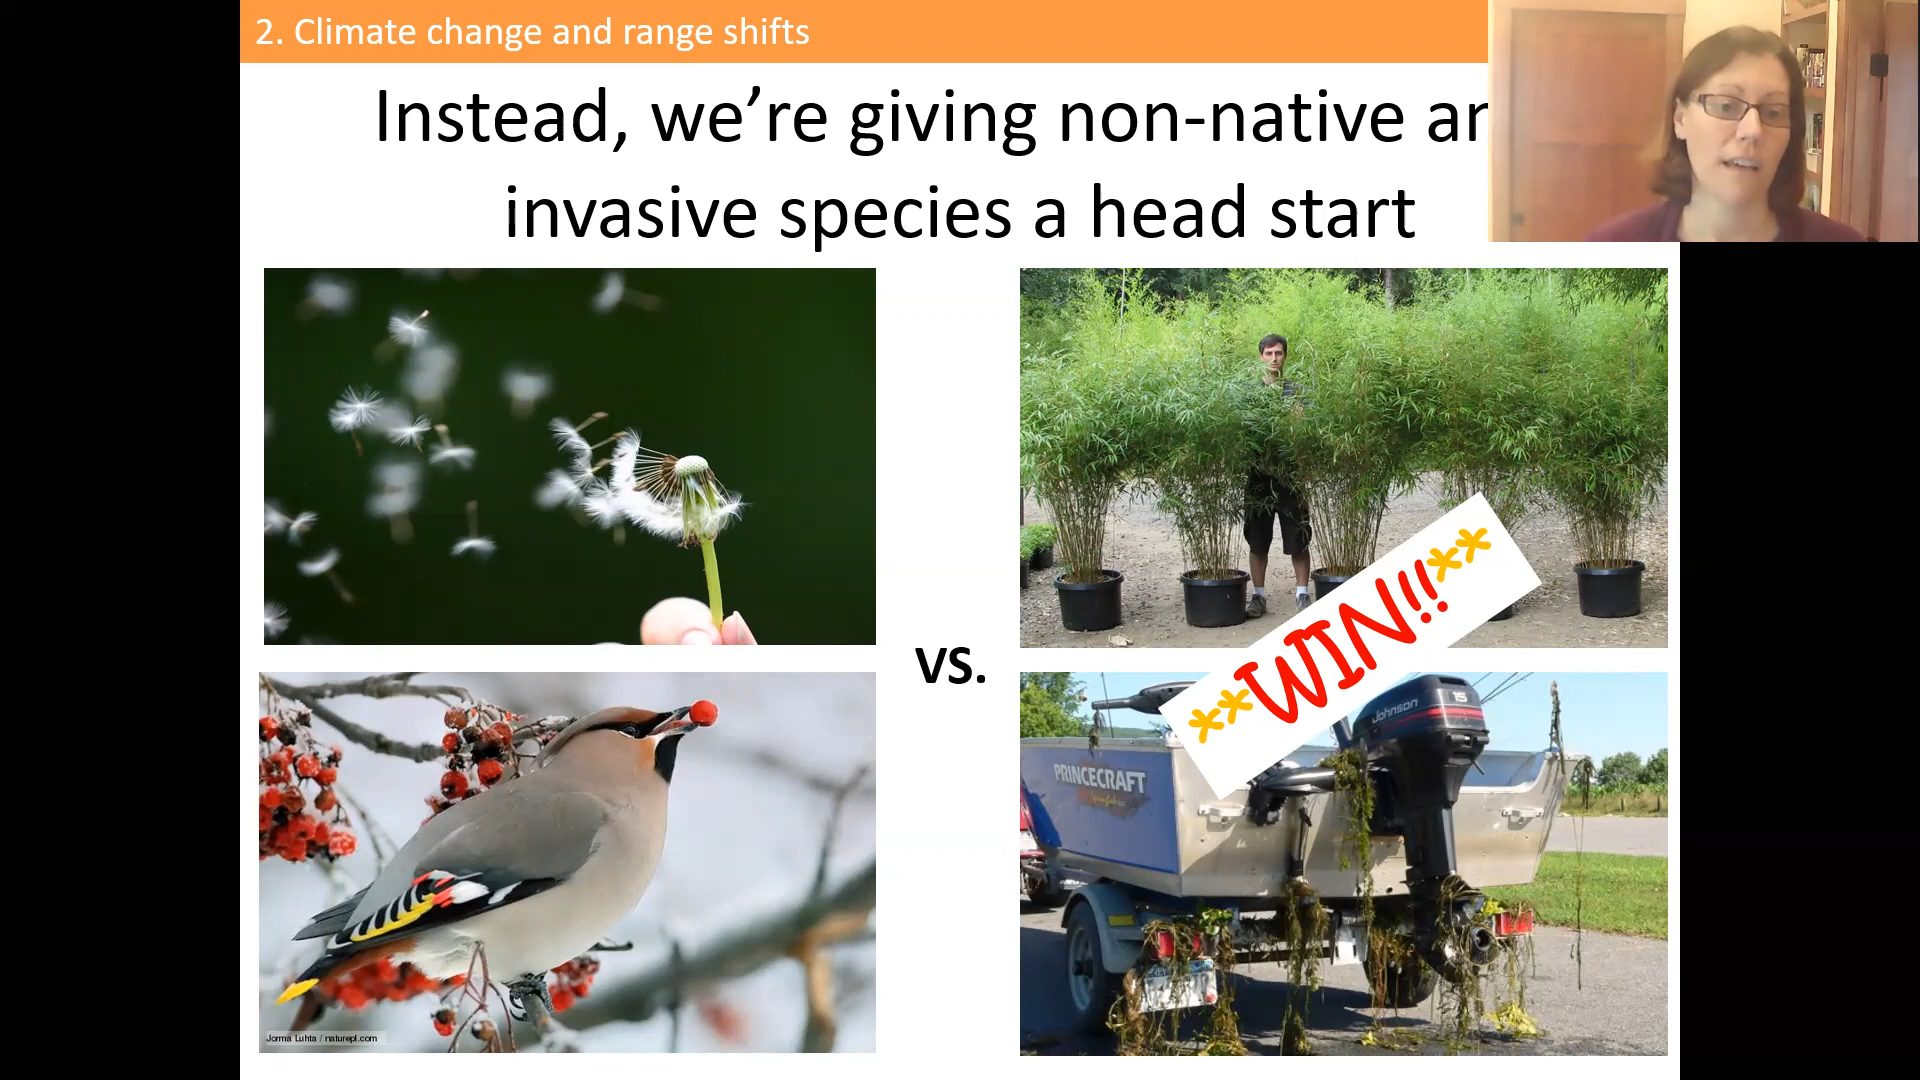 2. Climate change and range shifts
Instead, we’re giving non-native an
invasive species a head start
vs.
**WIN!!**
Johnson
15
PRINCECRAFT
Jorma Luhta / naturepl.com